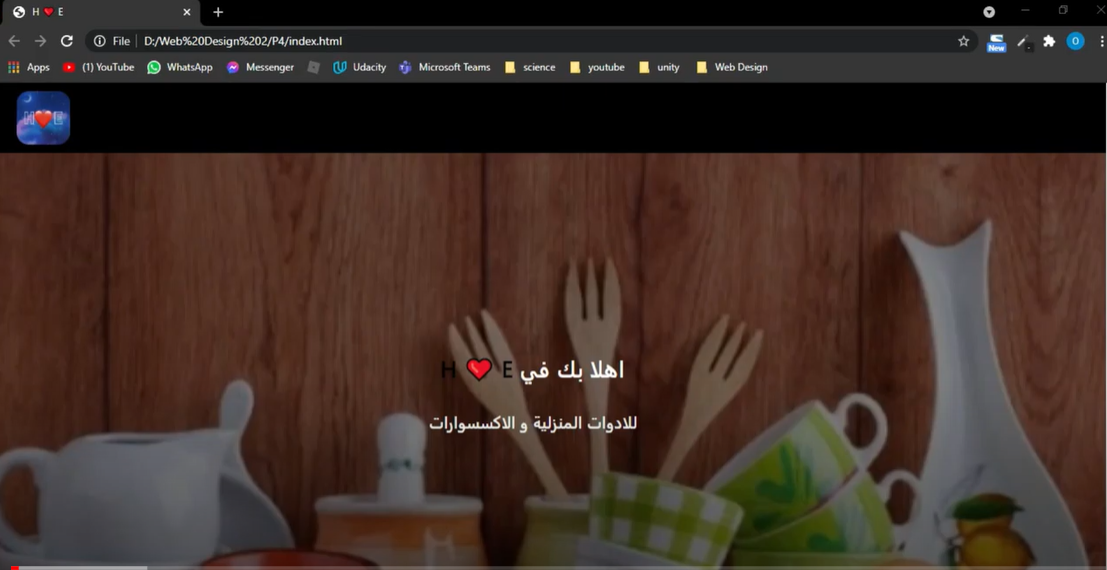 H ❤ E
File D:/Web%20Design%202/P4/index.html
Apps (1) YouTube WhatsApp Messenger Udacity Microsoft Teams science youtube unity Web Design
New
O
H ❤ E
اهلا بك في H ❤ E
للادوات المنزلية و الاكسسوارات